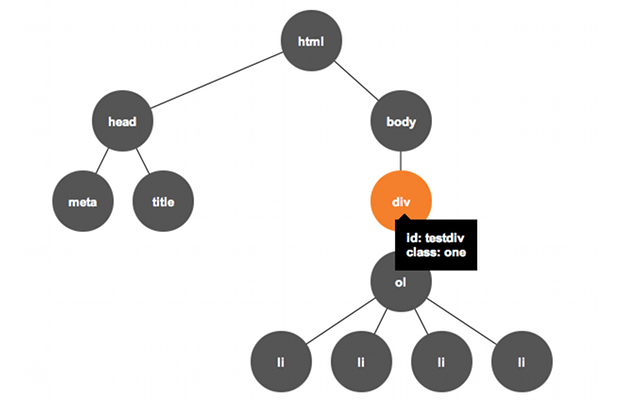 html
head
body
meta
title
div
id: testdiv
class: one
ol
li
li
li
li